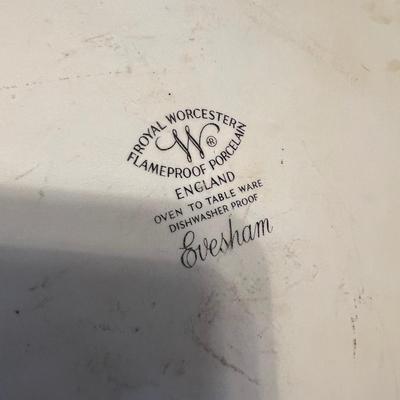 ROYAL WORCESTER
W ®
FLAMEPROOF PORCELAIN
ENGLAND
OVEN TO TABLE WARE
DISHWASHER PROOF
Evesham